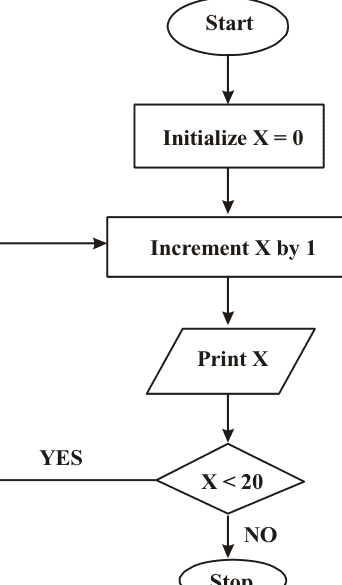 Start
Initialize X = 0
Increment X by 1
Print X
YES
X < 20
NO
Stop